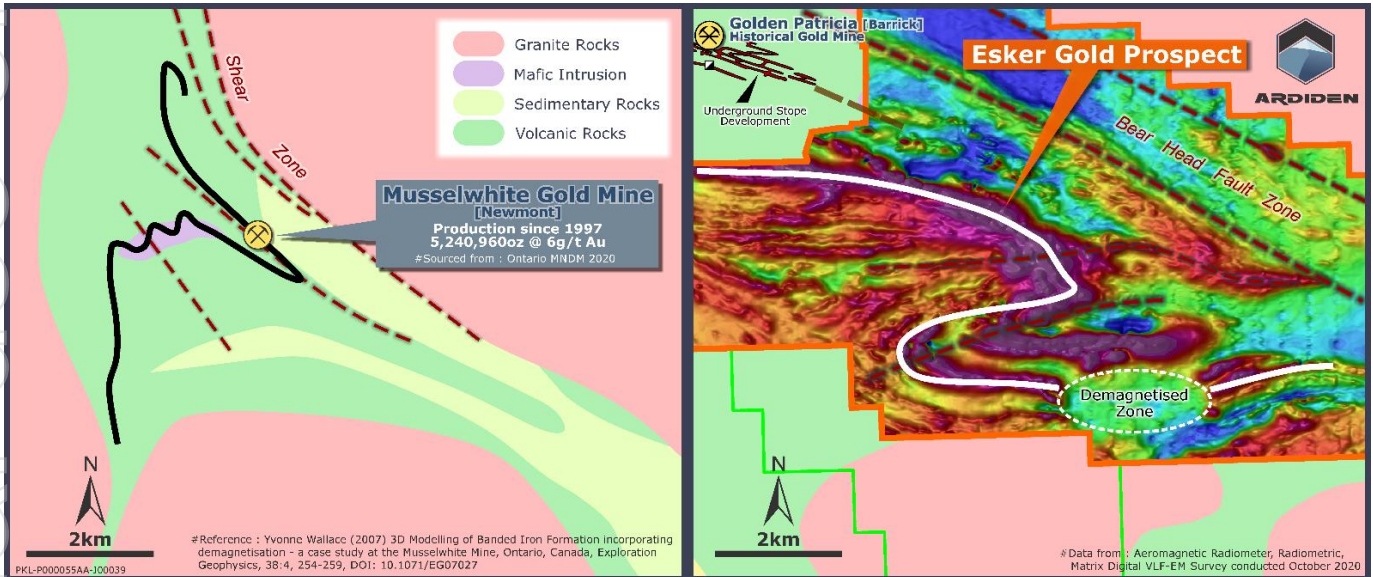 Granite Rocks
Mafic Intrusion
Sedimentary Rocks
Volcanic Rocks
Shear
Zone
Musselwhite Gold Mine
[Newmont]
Production since 1997
5,240,960oz @ 6g/t Au
#Sourced from : Ontario MNDM 2020
N
2km
#Reference : Yvonne Wallace (2007) 3D Modelling of Banded Iron Formation incorporating
demagnetisation - a case study at the Musselwhite Mine, Ontario, Canada, Exploration
Geophysics, 38:4, 254-259, DOI: 10.1071/EG07027
PKL-P000055AA-J00039
Golden Patricia [Barrick]
Historical Gold Mine
Underground Stope
Development
Esker Gold Prospect
ARDIDEN
Bear Head Fault Zone
Demagnetised
Zone
N
2km
#Data from : Aeromagnetic Radiometer, Radiometric,
Matrix Digital VLF-EM Survey conducted October 2020